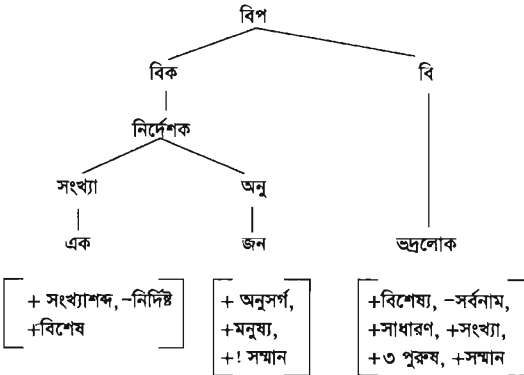 বিপ
বিক বি
নির্দেশক
সংখ্যা অনু
এক জন ভদ্রলোক
+ সংখ্যাশব্দ, -নির্দিষ্ট + অনুসর্গ, +বিশেষ্য, -সর্বনাম,
+বিশেষ +মনুষ্য, +সাধারণ, +সংখ্যা,
+! সম্মান +৩ পুরুষ, +সম্মান